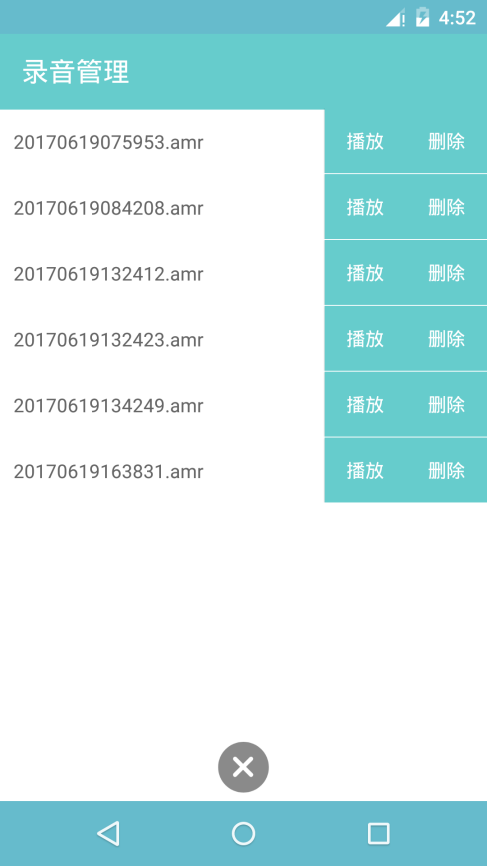 4:52
录音管理
20170619075953.amr 播放 删除
20170619084208.amr 播放 删除
20170619132412.amr 播放 删除
20170619132423.amr 播放 删除
20170619134249.amr 播放 删除
20170619163831.amr 播放 删除